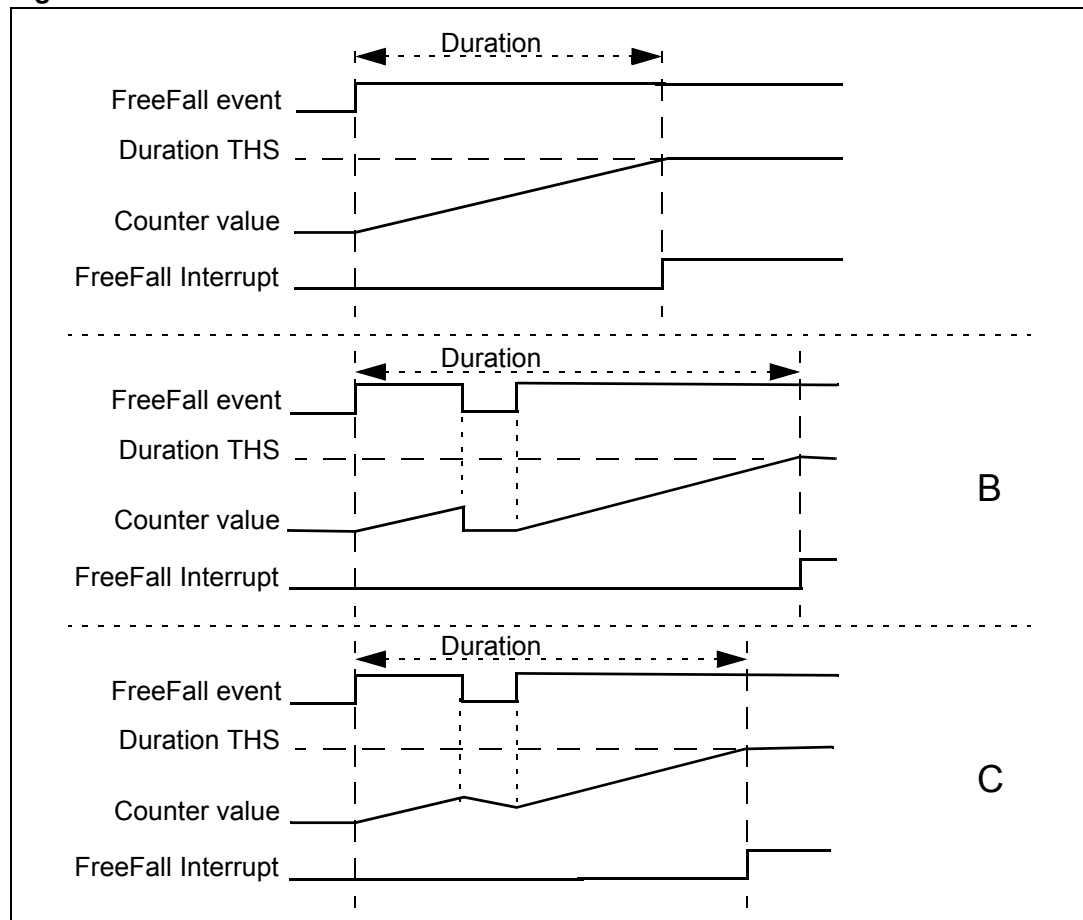 Duration
FreeFall event
Duration THS
Counter value
FreeFall Interrupt
Duration
FreeFall event
Duration THS
B
Counter value
FreeFall Interrupt
Duration
FreeFall event
Duration THS
C
Counter value
FreeFall Interrupt